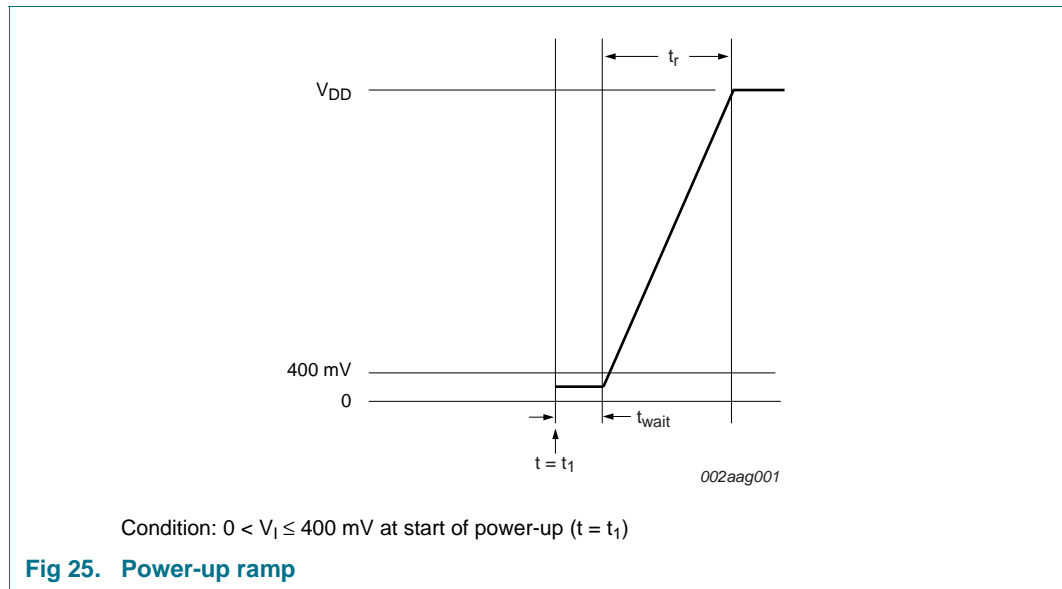 t_r
V_DD
400 mV
0
t_wait
t = t_1
002aag001
Condition: 0 < V_I ≤ 400 mV at start of power-up (t = t_1)
Fig 25. Power-up ramp